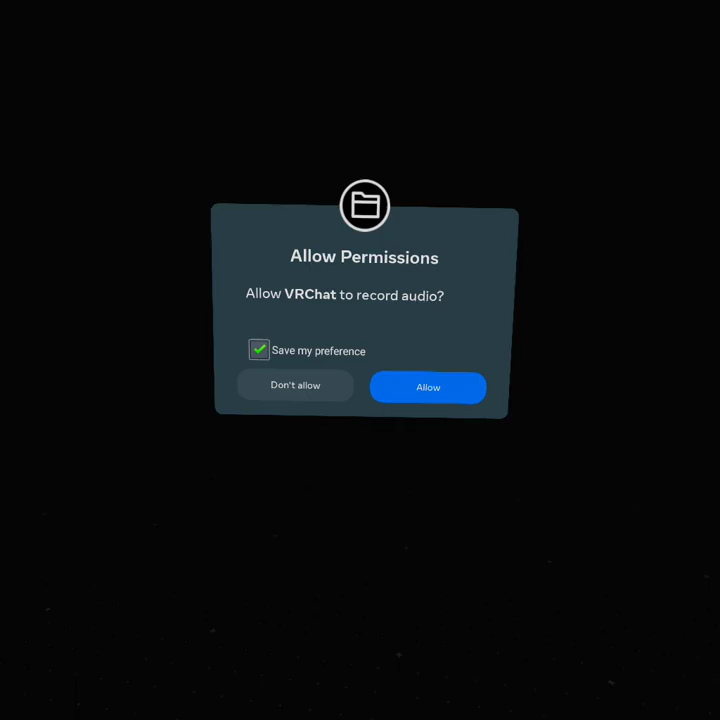 Allow Permissions
Allow VRChat to record audio?
Save my preference
Don't allow Allow